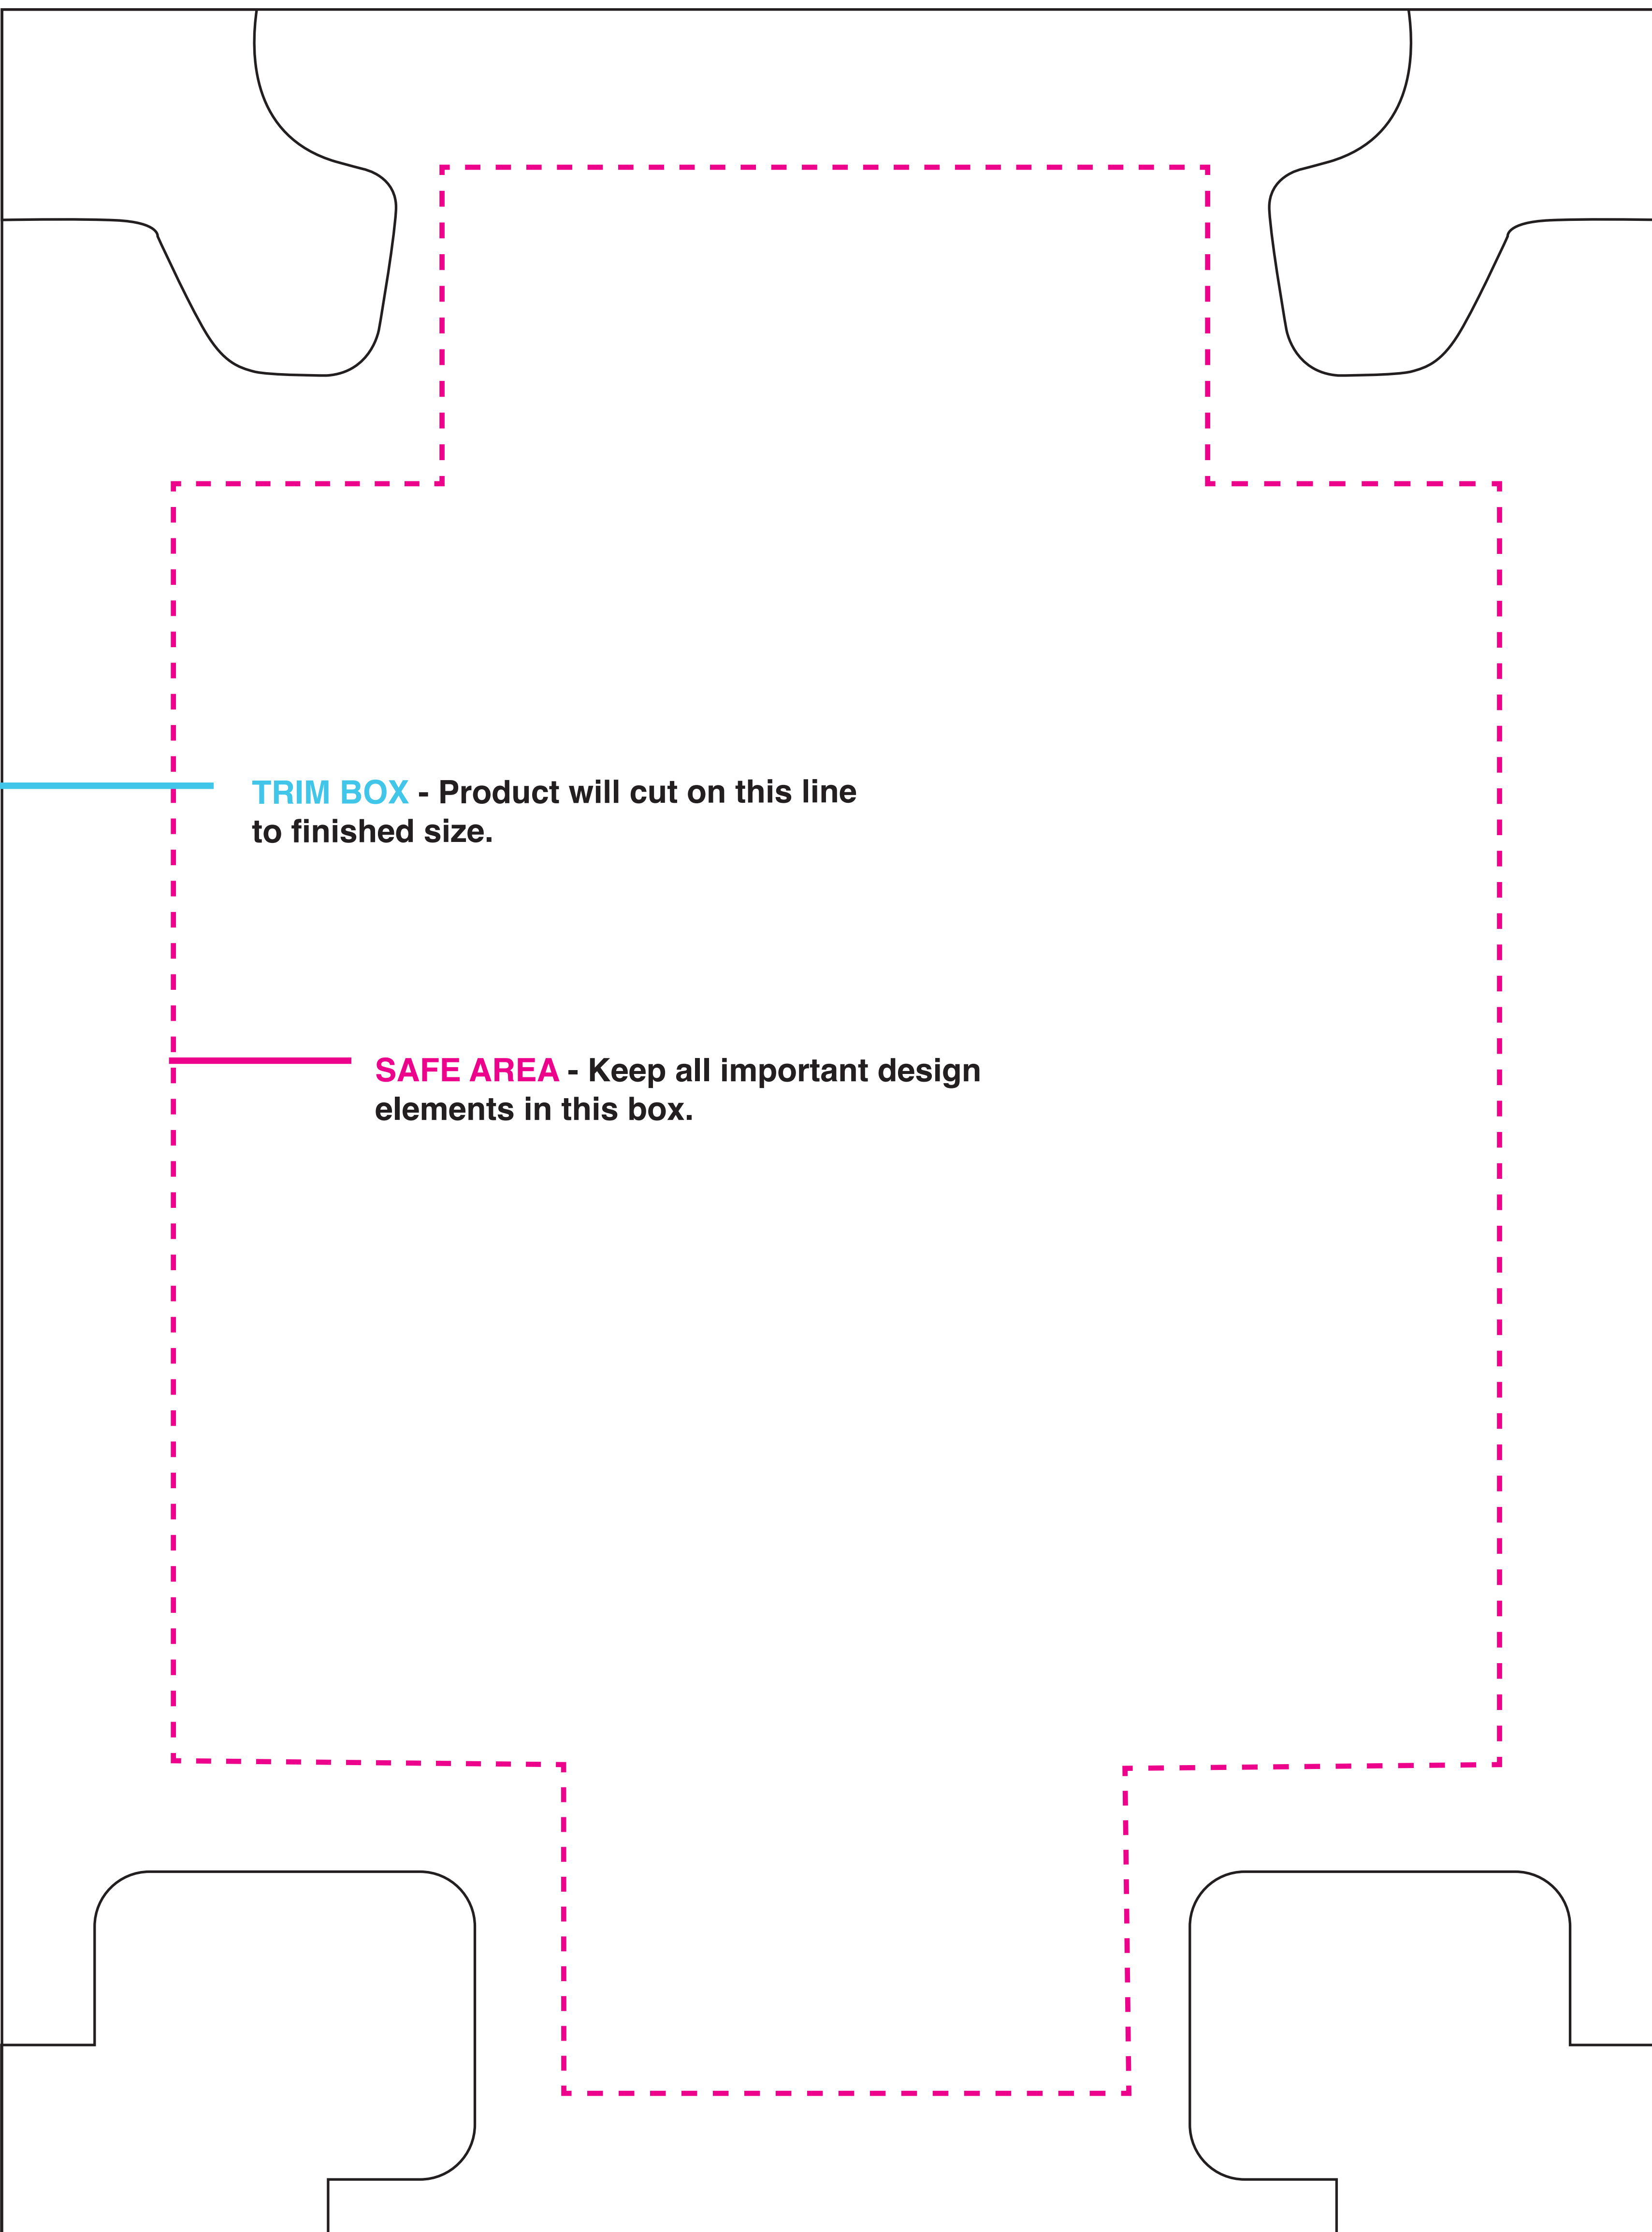 TRIM BOX - Product will cut on this line
to finished size.
SAFE AREA - Keep all important design
elements in this box.